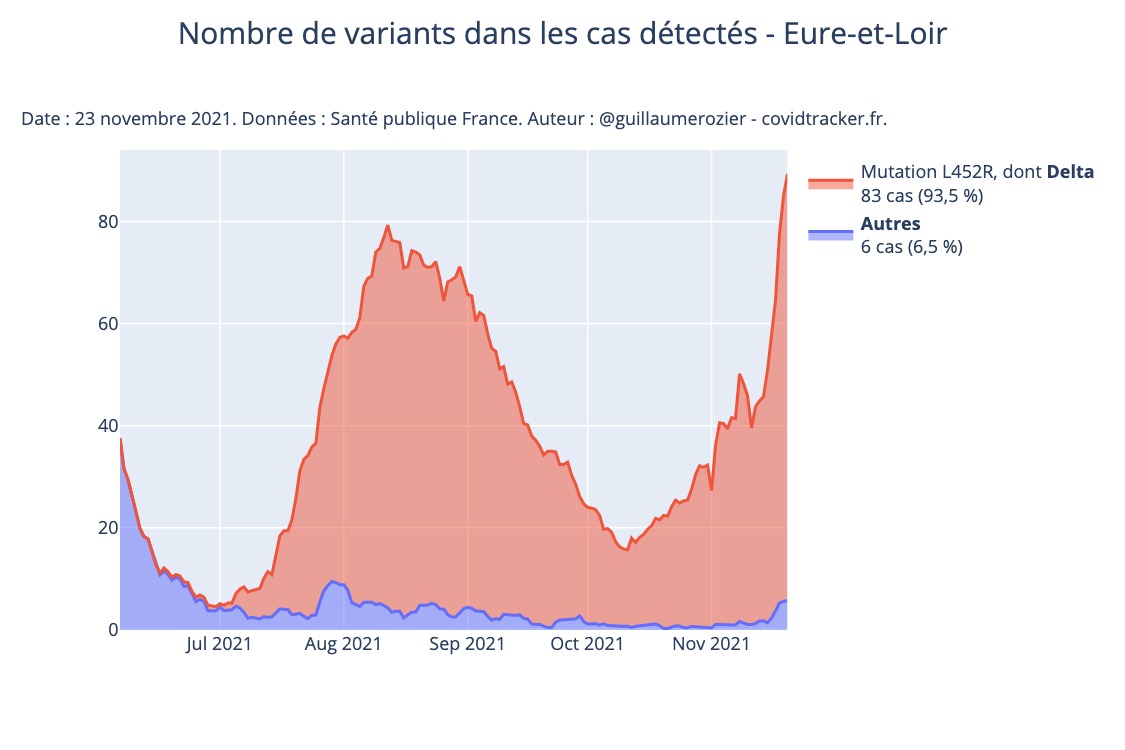 Nombre de variants dans les cas détectés - Eure-et-Loir
Date : 23 novembre 2021. Données : Santé publique France. Auteur : @guillaumerozier - covidtracker.fr.
Mutation L452R, dont Delta
83 cas (93,5 %)
Autres
6 cas (6,5 %)
80
60
40
20
0
Jul 2021
Aug 2021
Sep 2021
Oct 2021
Nov 2021